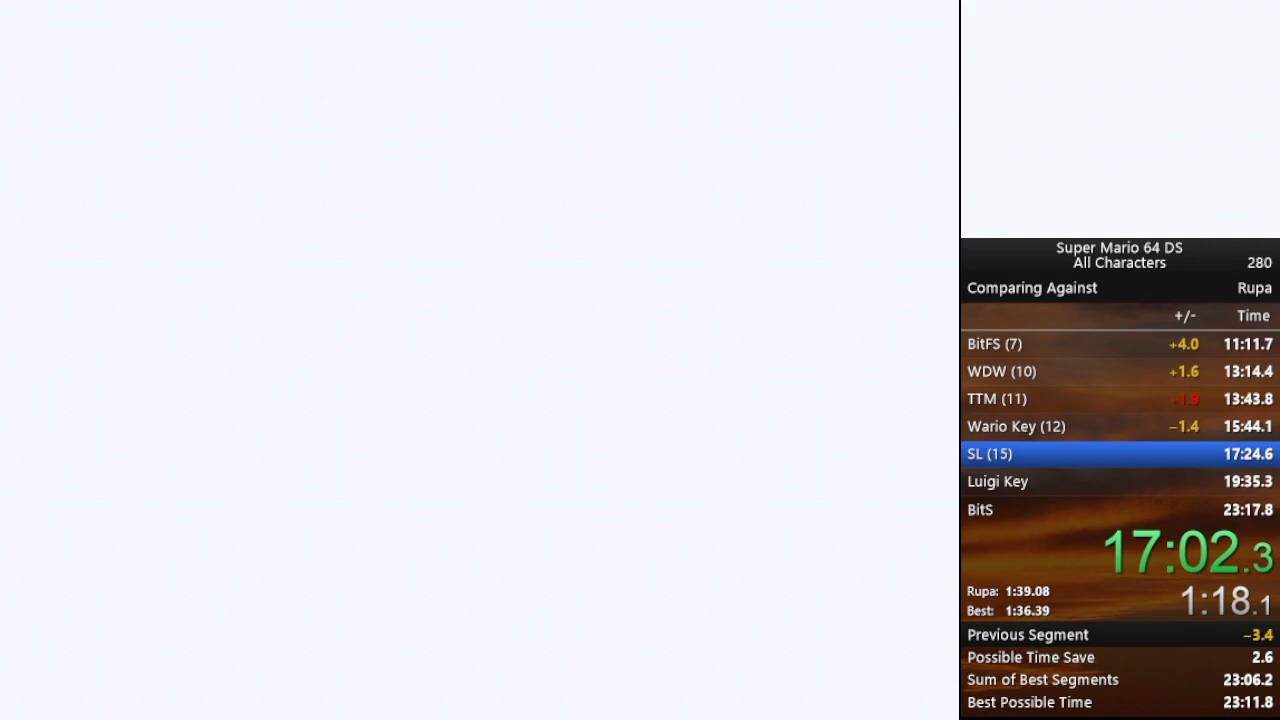 Super Mario 64 DS
All Characters 280
Comparing Against Rupa
+/- Time
BitFS (7) +4.0 11:11.7
WDW (10) +1.6 13:14.4
TTM (11) +1.9 13:43.8
Wario Key (12) −1.4 15:44.1
SL (15) 17:24.6
Luigi Key 19:35.3
BitS 23:17.8
17:02.3
Rupa: 1:39.08
Best: 1:36.39
1:18.1
Previous Segment −3.4
Possible Time Save 2.6
Sum of Best Segments 23:06.2
Best Possible Time 23:11.8